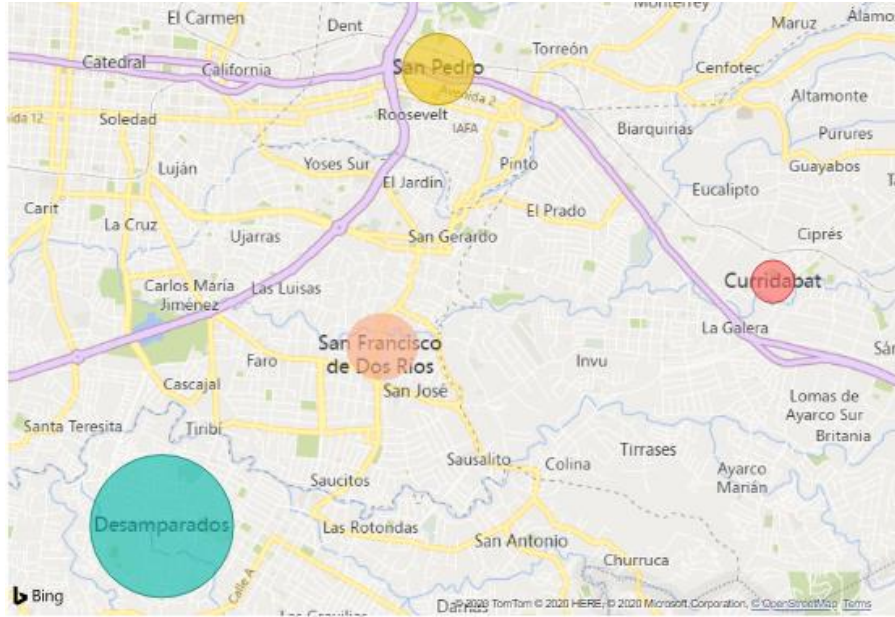 El Carmen
Dent
Monterrey
Maruz
Catedral
California
San Pedro
Torreón
Cenfotec
Avenida 2
Altamonte
Soledad
Roosevelt
IAFA
Biarquirias
Purures
Luján
Yoses Sur
Pinto
Guayabos
El Jardín
Eucalipto
Carit
La Cruz
El Prado
Ujarras
San Gerardo
Ciprés
Carlos María
Jiménez
Las Luisas
Curridabat
La Galera
San Francisco
de Dos Ríos
Faro
Invu
Cascajal
San José
Lomas de
Ayarco Sur
Santa Teresita
Tiribí
Britania
Tirrases
Sausalito
Colina
Ayarco
Marián
Saucitos
Desamparados
Las Rotondas
San Antonio
Churruca
Calle A
Bing
© 2020 TomTom © 2020 HERE, © 2020 Microsoft Corporation, © OpenStreetMap Terms